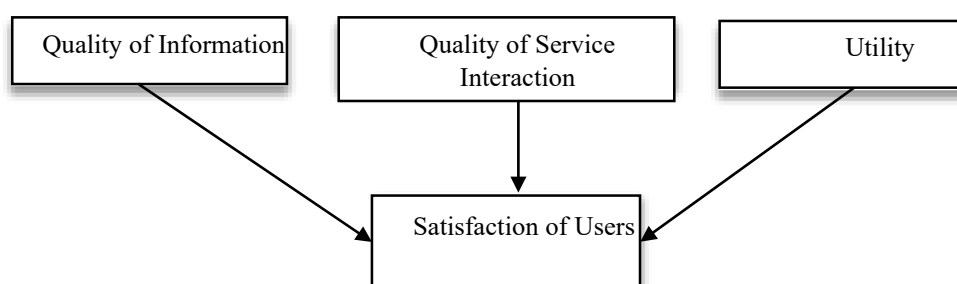 Quality of Information
Quality of Service
Interaction
Utility
Satisfaction of Users